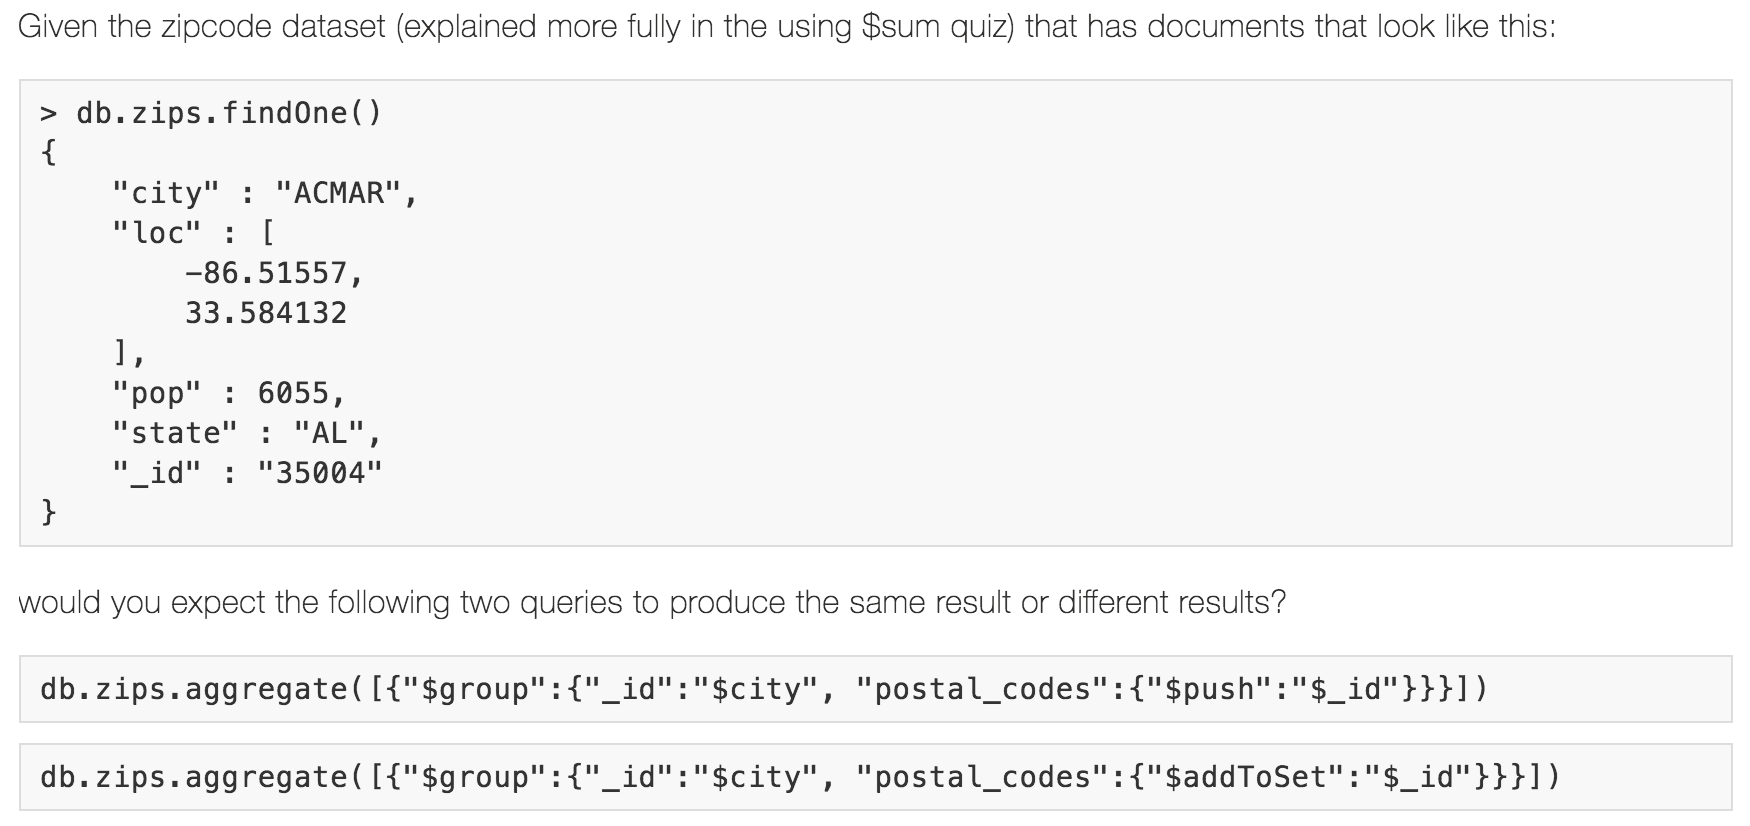 Given the zipcode dataset (explained more fully in the using $sum quiz) that has documents that look like this:
> db.zips.findOne()
{
"city" : "ACMAR",
"loc" : [
-86.51557,
33.584132
],
"pop" : 6055,
"state" : "AL",
"_id" : "35004"
}
would you expect the following two queries to produce the same result or different results?
db.zips.aggregate([{"$group":{"_id":"$city", "postal_codes":{"$push":"$_id"}}}])
db.zips.aggregate([{"$group":{"_id":"$city", "postal_codes":{"$addToSet":"$_id"}}}])